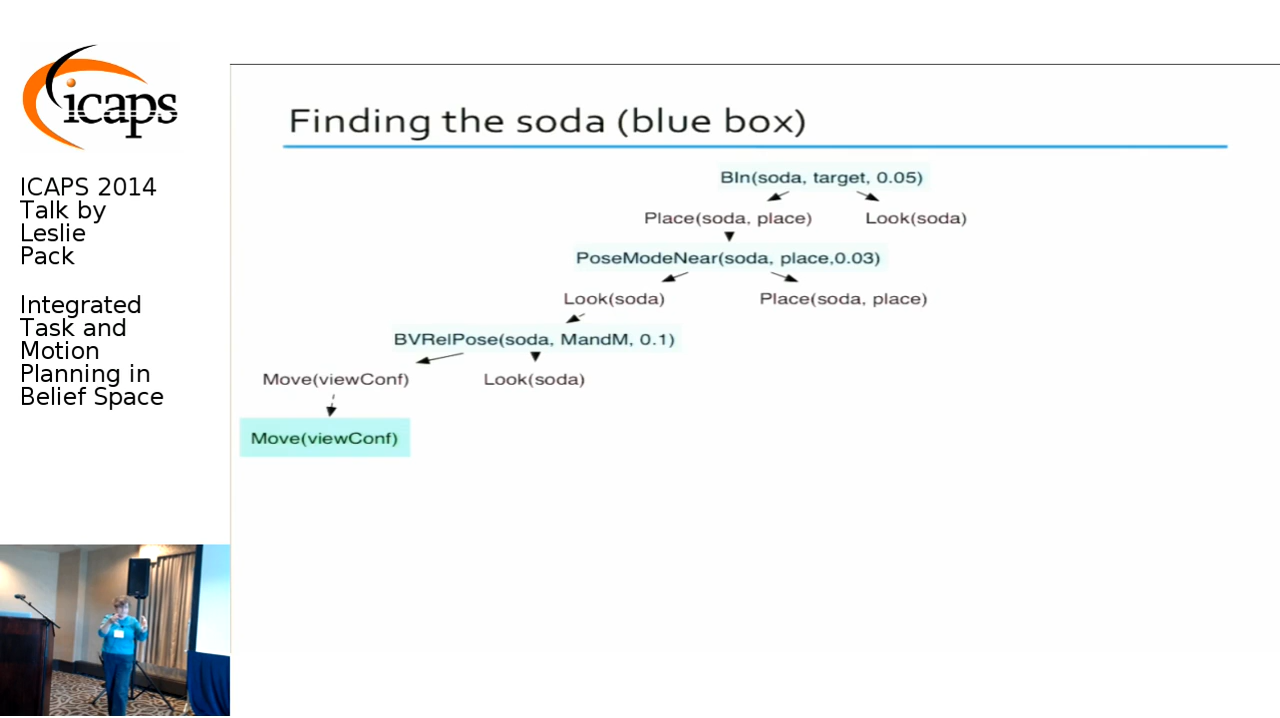 icaps
ICAPS 2014
Talk by
Leslie
Pack
Integrated
Task and
Motion
Planning in
Belief Space
Finding the soda (blue box)
BIn(soda, target, 0.05)
Place(soda, place) Look(soda)
PoseModeNear(soda, place,0.03)
Look(soda) Place(soda, place)
BVRelPose(soda, MandM, 0.1)
Move(viewConf) Look(soda)
Move(viewConf)